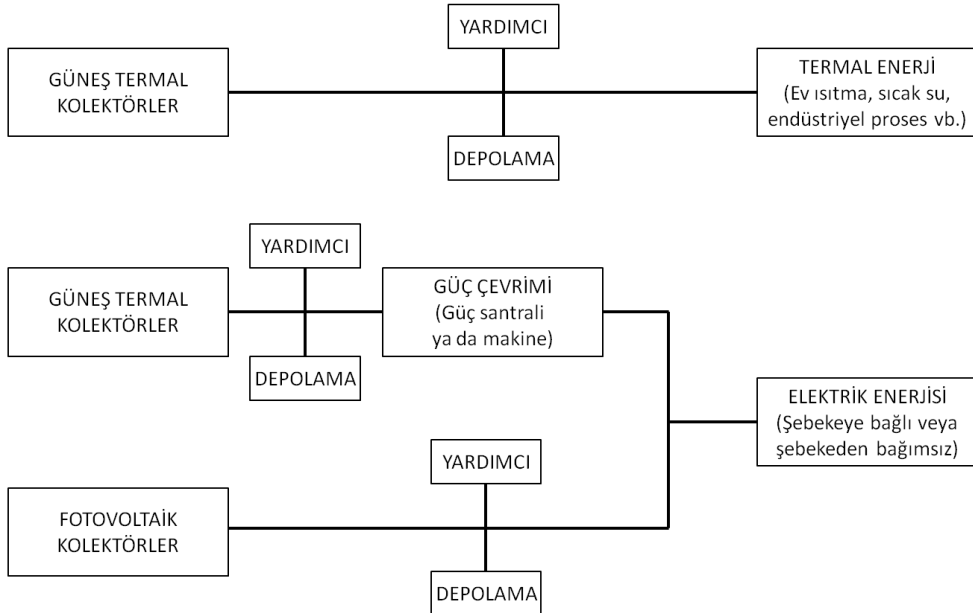 YARDIMCI
GÜNEŞ TERMAL
KOLEKTÖRLER
TERMAL ENERJİ
(Ev ısıtma, sıcak su,
endüstriyel proses vb.)
DEPOLAMA
YARDIMCI
GÜNEŞ TERMAL
KOLEKTÖRLER
GÜÇ ÇEVRİMİ
(Güç santrali
ya da makine)
DEPOLAMA
ELEKTRİK ENERJİSİ
(Şebekeye bağlı veya
şebekeden bağımsız)
YARDIMCI
FOTOVOLTAİK
KOLEKTÖRLER
DEPOLAMA